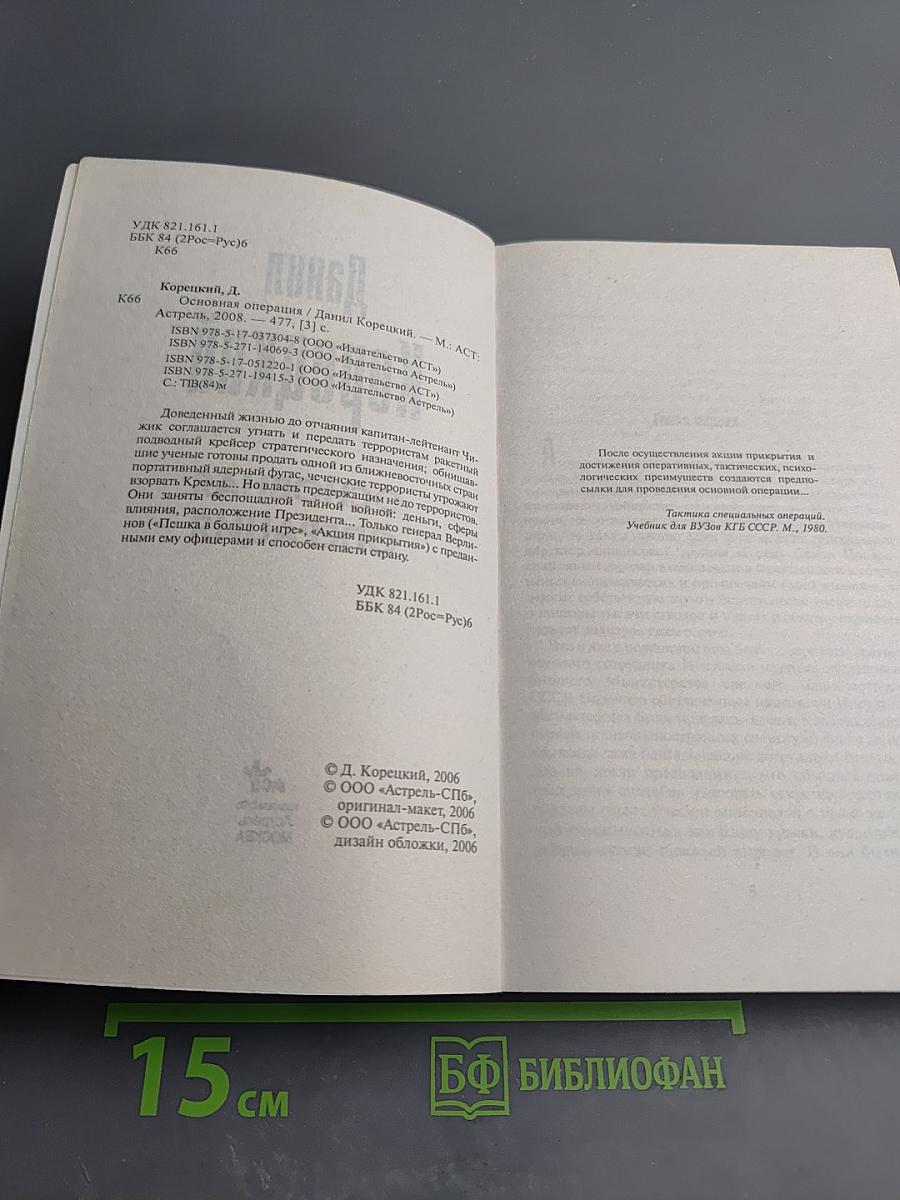 УДК 821.161.1
ББК 84 (2Рос=Рус)6
К66
Корецкий, Д.
К66 Основная операция / Данил Корецкий. — М.: АСТ:
Астрель, 2008. — 477, [3] с.
ISBN 978-5-17-037304-8 (ООО «Издательство АСТ»)
ISBN 978-5-271-14069-3 (ООО «Издательство Астрель»)
ISBN 978-5-17-051220-1 (ООО «Издательство АСТ»)
ISBN 978-5-271-19415-3 (ООО «Издательство Астрель»)
С.: ТІВ(84)м
Доведенный жизнью до отчаяния капитан-лейтенант Чи-
жик соглашается угнать и передать террористам ракетный
подводный крейсер стратегического назначения; обнищав-
шие ученые готовы продать одной из ближневосточных стран
портативный ядерный фугас, чеченские террористы угрожают
взорвать Кремль... Но власть предержащим не до террористов.
Они заняты беспощадной тайной войной: деньги, сферы
влияния, расположение Президента... Только генерал Верли-
нов («Пешка в большой игре», «Акция прикрытия») с предан-
ными ему офицерами и способен спасти страну.
УДК 821.161.1
ББК 84 (2Рос=Рус)6
© Д. Корецкий, 2006
© ООО «Астрель-СПб»,
оригинал-макет, 2006
© ООО «Астрель-СПб»,
дизайн обложки, 2006
После осуществления акции прикрытия и
достижения оперативных, тактических, психо-
логических преимуществ создаются предпо-
сылки для проведения основной операции...
Тактика специальных операций.
Учебник для ВУЗов КГБ СССР. М., 1980.
15 см
БФ БИБЛИОФАН